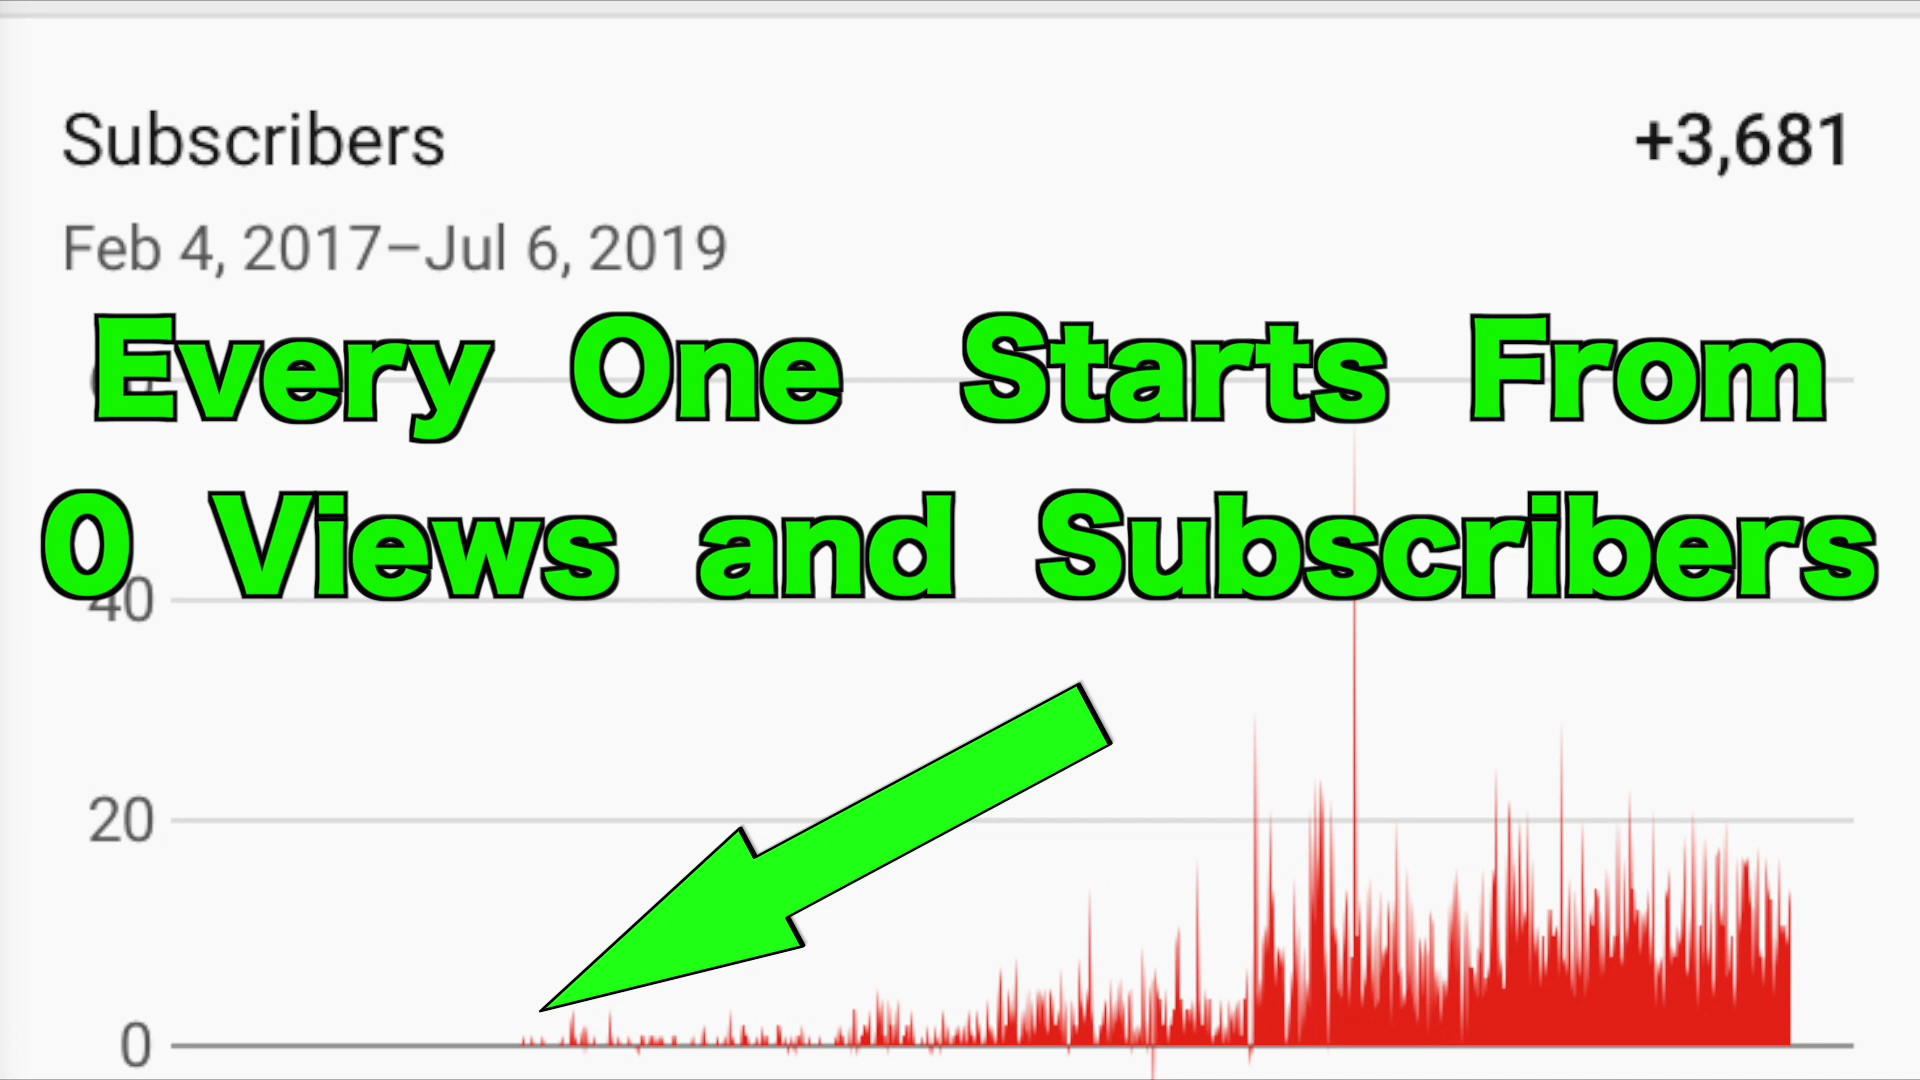 Subscribers +3,681
Feb 4, 2017–Jul 6, 2019
Every One Starts From
0 Views and Subscribers
40
20
0